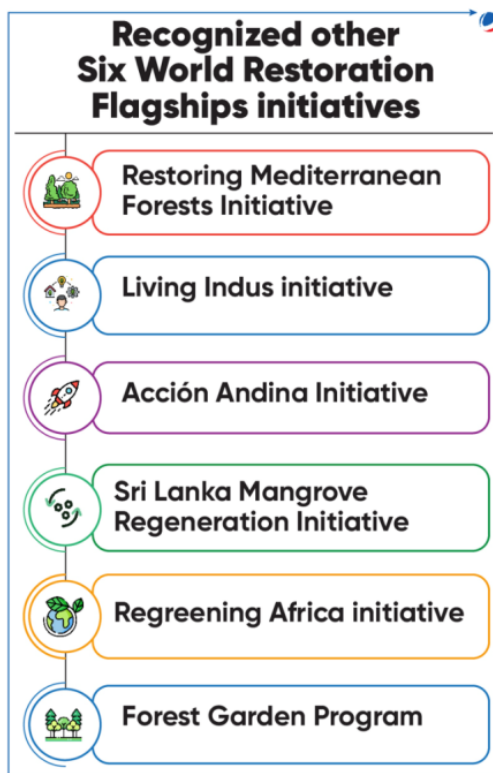 Recognized other
Six World Restoration
Flagships initiatives
Restoring Mediterranean
Forests Initiative
Living Indus initiative
Acción Andina Initiative
Sri Lanka Mangrove
Regeneration Initiative
Regreening Africa initiative
Forest Garden Program